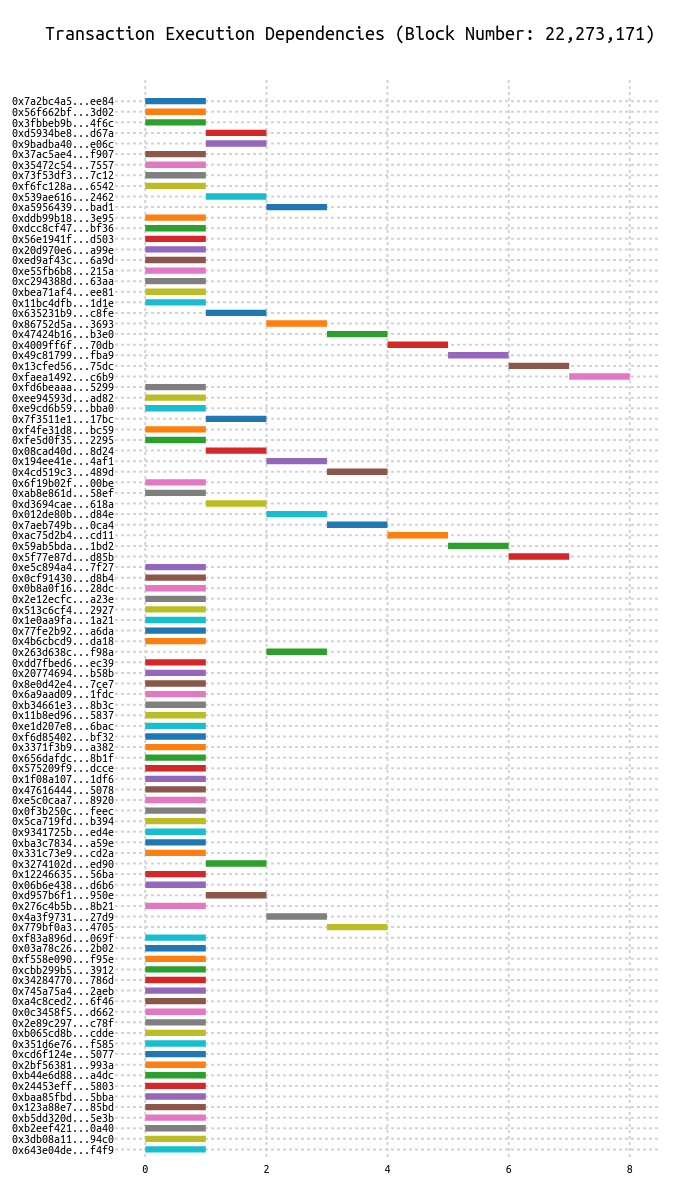 Transaction Execution Dependencies (Block Number: 22,273,171)
0x7a2bc4a5...ee84
0x56f662bf...3d02
0x3fbbeb9b...4f6c
0xd5934be8...d67a
0x9badba40...e06c
0x37ac5ae4...f907
0x35472c54...7557
0x73f53df3...7c12
0xf6fc128a...6542
0x539ae616...2462
0xa5956439...bad1
0xddb99b18...3e95
0xdcc8cf47...bf36
0x56e1941f...d503
0x20d970e6...a99e
0xed9af43c...6a9d
0xe55fb6b8...215a
0xc294388d...63aa
0xbea71af4...ee81
0x11bc4dfb...1d1e
0x635231b9...c8fe
0x86752d5a...3693
0x47424b16...b3e0
0x4009ff6f...70db
0x49c81799...fba9
0x13cfed56...75dc
0xfaea1492...c6b9
0xfd6beaaa...5299
0xee94593d...ad82
0xe9cd6b59...bba0
0x7f3511e1...17bc
0xf4fe31d8...bc59
0xfe5d0f35...2295
0x08cad40d...8d24
0x194ee41e...4af1
0x4cd519c3...489d
0x6f19b02f...00be
0xab8e861d...58ef
0xd3694cae...618a
0x012de80b...d84e
0x7aeb749b...0ca4
0xac75d2b4...cd11
0x59ab5bda...1bd2
0x5f77e87d...d85b
0xe5c894a4...7f27
0x0cf91430...d8b4
0x0b8a0f16...28dc
0x2e12ecfc...a23e
0x513c6cf4...2927
0x1e0aa9fa...1a21
0x77fe2b92...a6da
0x4b6cbcd9...da18
0x263d638c...f98a
0xdd7fbed6...ec39
0x20774694...b58b
0x8e0d42e4...7ce7
0x6a9aad09...1fdc
0xb34661e3...8b3c
0x11b8ed96...5837
0xe1d207e8...6bac
0xf6d85402...bf32
0x3371f3b9...a382
0x656dafdc...8b1f
0x575209f9...dcce
0x1f08a107...1df6
0x47616444...5078
0xe5c0caa7...8920
0x0f3b250c...feec
0x5ca719fd...b394
0x9341725b...ed4e
0xba3c7834...a59e
0x331c73e9...cd2a
0x3274102d...ed90
0x12246635...56ba
0x06b6e438...d6b6
0xd957b6f1...950e
0x276c4b5b...8b21
0x4a3f9731...27d9
0x779bf0a3...4705
0xf83a896d...069f
0x03a78c26...2b02
0xf558e090...f95e
0xcbb299b5...3912
0x34284770...786d
0x745a75a4...2aeb
0xa4c8ced2...6f46
0x0c3458f5...d662
0x2e89c297...c78f
0xb065cd8b...cdde
0x351d6e76...f585
0xcd6f124e...5077
0x2bf56381...993a
0xb44e6d88...a4dc
0x24453eff...5803
0xbaa85fbd...5bba
0x123a88e7...85bd
0xb5dd320d...5e3b
0xb2eef421...0a40
0x3db08a11...94c0
0x643e04de...f4f9
0 2 4 6 8